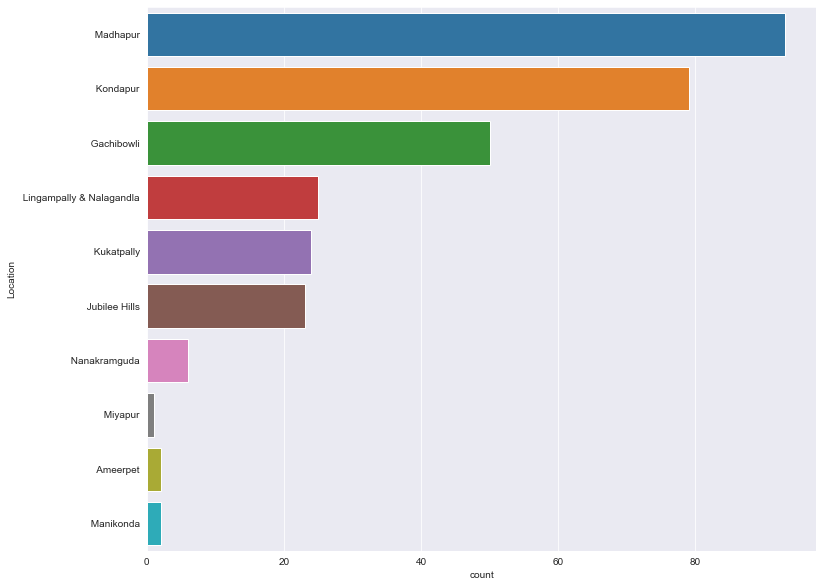 Madhapur
Kondapur
Gachibowli
Lingampally & Nalagandla
Kukatpally
Jubilee Hills
Nanakramguda
Miyapur
Ameerpet
Manikonda
Location
0 20 40 60 80
count